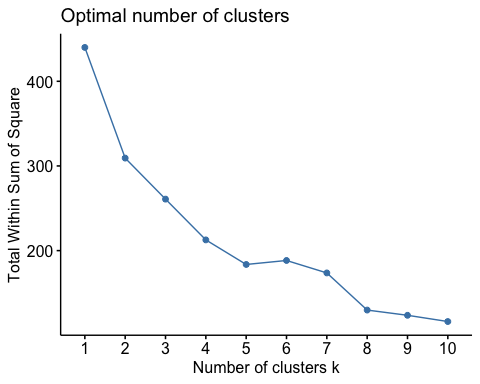 Optimal number of clusters
Total Within Sum of Square
400
300
200
1 2 3 4 5 6 7 8 9 10
Number of clusters k